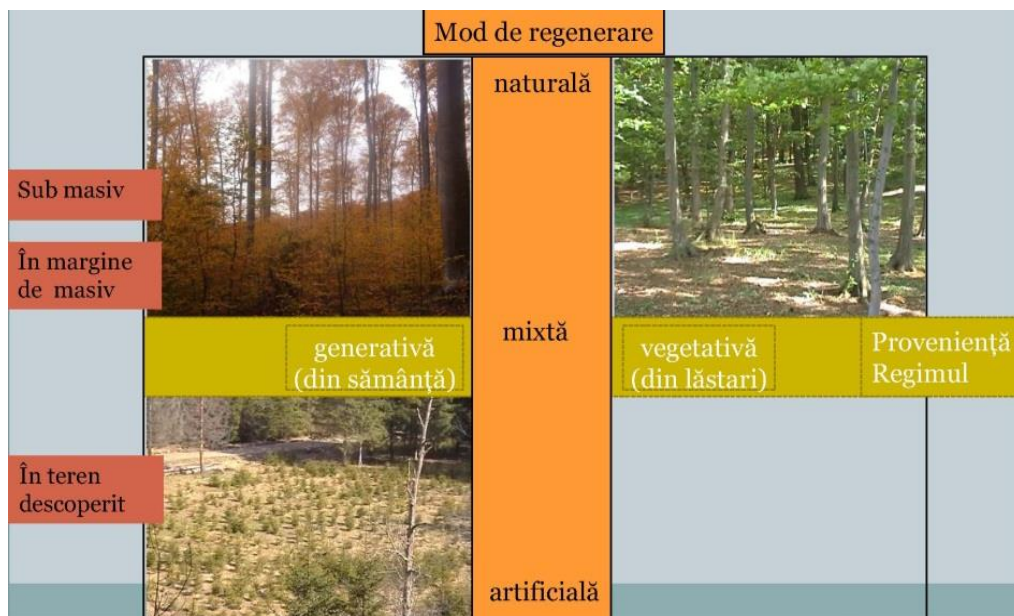 Mod de regenerare
naturală
Sub masiv
În margine
de masiv
mixtă
generativă
(din sămânță)
vegetativă
(din lăstari)
Proveniență
Regimul
În teren
descoperit
artificială